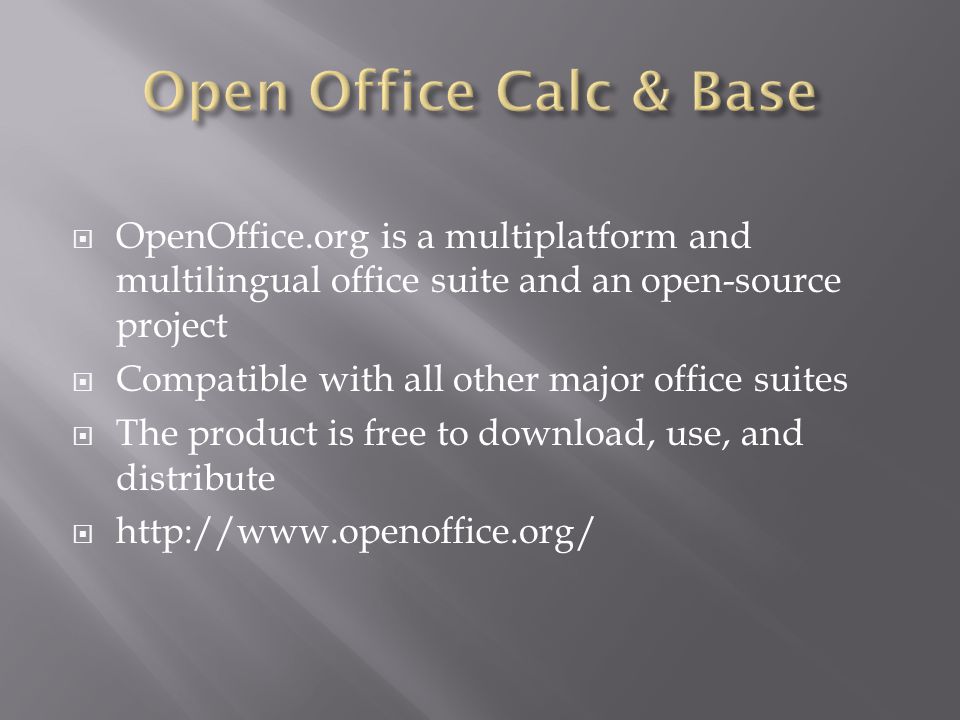 Open Office Calc & Base
OpenOffice.org is a multiplatform and
multilingual office suite and an open-source
project
Compatible with all other major office suites
The product is free to download, use, and
distribute
http://www.openoffice.org/